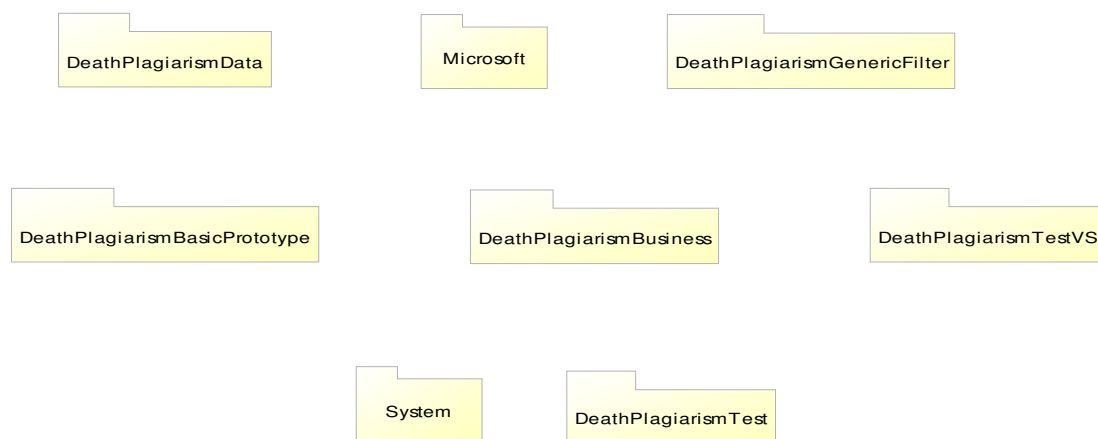 DeathPlagiarismData
Microsoft
DeathPlagiarismGenericFilter
DeathPlagiarismBasicPrototype
DeathPlagiarismBusiness
DeathPlagiarismTestVS
System
DeathPlagiarismTest